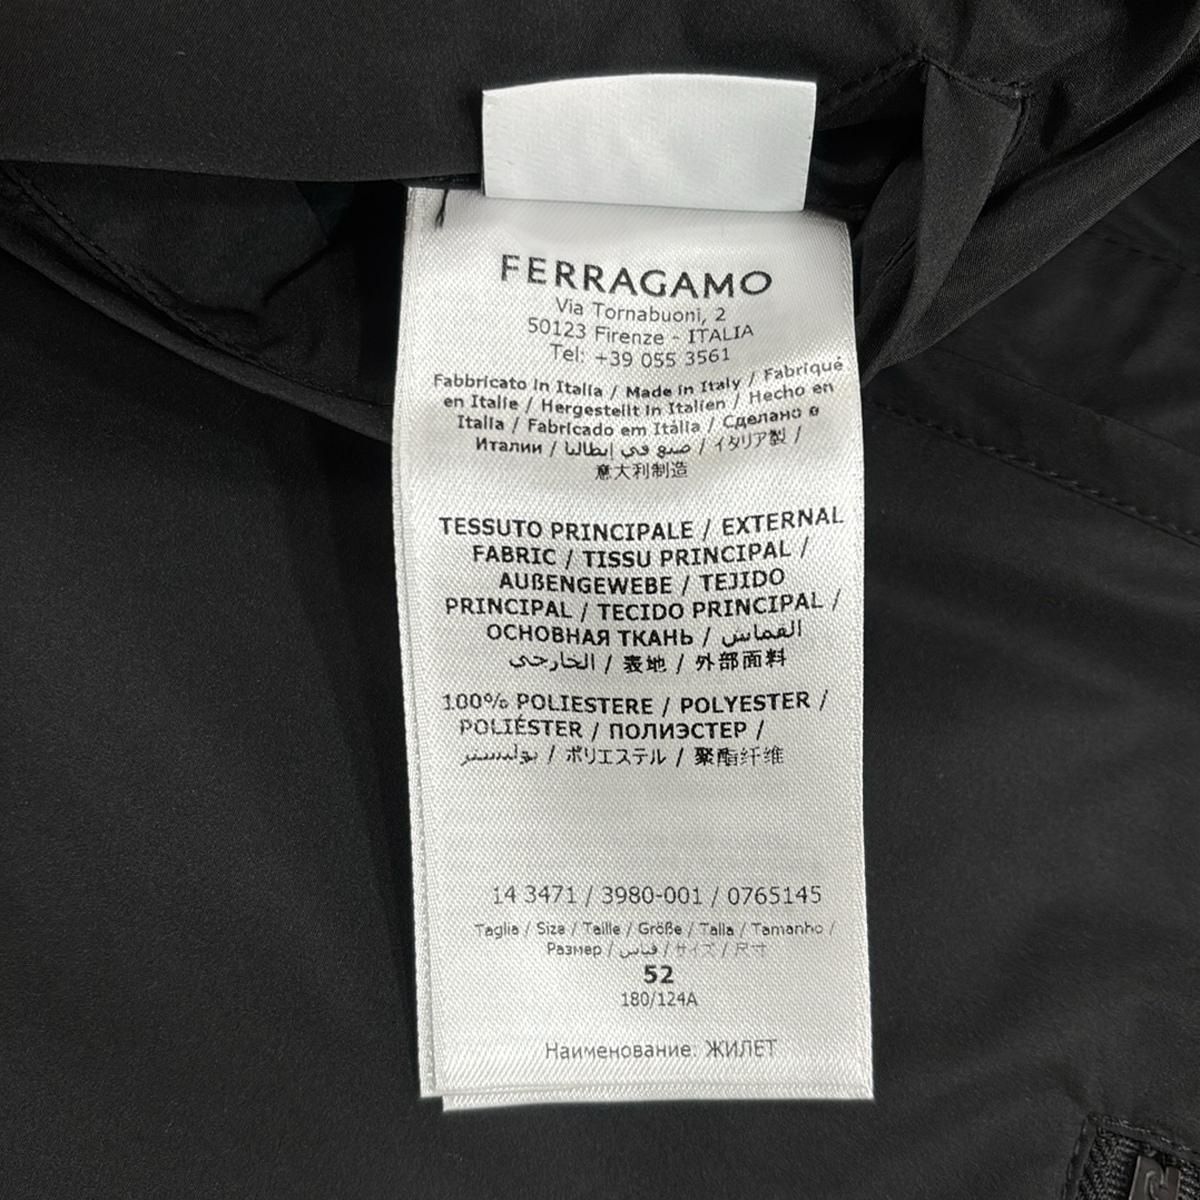 FERRAGAMO
Via Tornabuoni, 2
50123 Firenze - ITALIA
Tel: +39 055 3561
Fabbricato in Italia / Made in Italy / Fabriqué
en Italie / Hergestellt in Italien / Hecho en
Italia / Fabricado em Itália / Сделано в
Италии / صنع في إيطاليا / イタリア製 /
意大利制造
TESSUTO PRINCIPALE / EXTERNAL
FABRIC / TISSU PRINCIPAL /
AUßENGEWEBE / TEJIDO
PRINCIPAL / TECIDO PRINCIPAL /
ОСНОВНАЯ ТКАНЬ / القماش
الخارجي / 表地 / 外部面料
100% POLIESTERE / POLYESTER /
POLIÉSTER / ПОЛИЭСТЕР /
بوليستر / ポリエステル / 聚酯纤维
14 3471 / 3980-001 / 0765145
Taglia / Size / Taille / Größe / Talla / Tamanho /
Размер / قياس / サイズ / 尺寸
52
180/124A
Наименование: ЖИЛЕТ